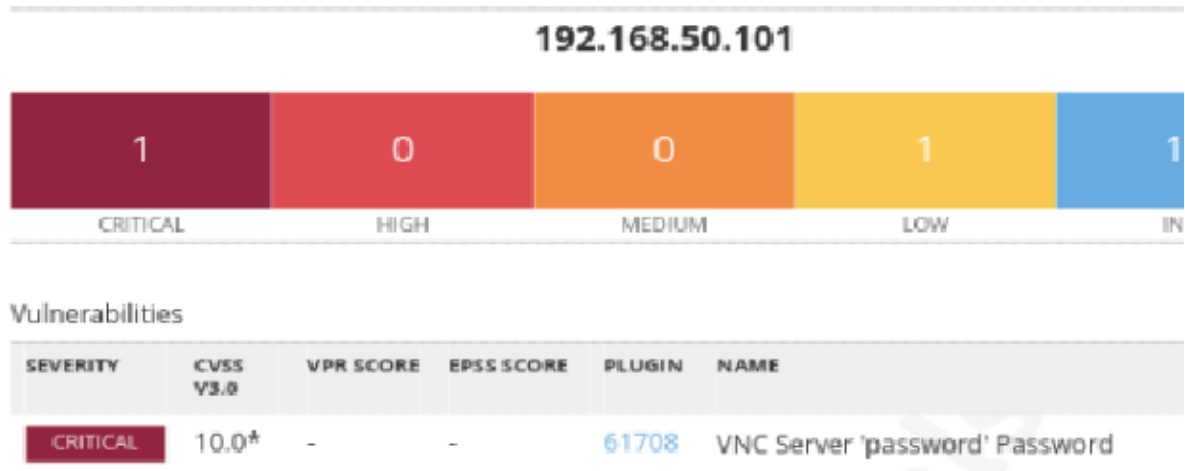 192.168.50.101
1 0 0 1 1
CRITICAL HIGH MEDIUM LOW IN
Vulnerabilities
SEVERITY CVSS V3.0 VPR SCORE EPSS SCORE PLUGIN NAME
CRITICAL 10.0* - - 61708 VNC Server 'password' Password